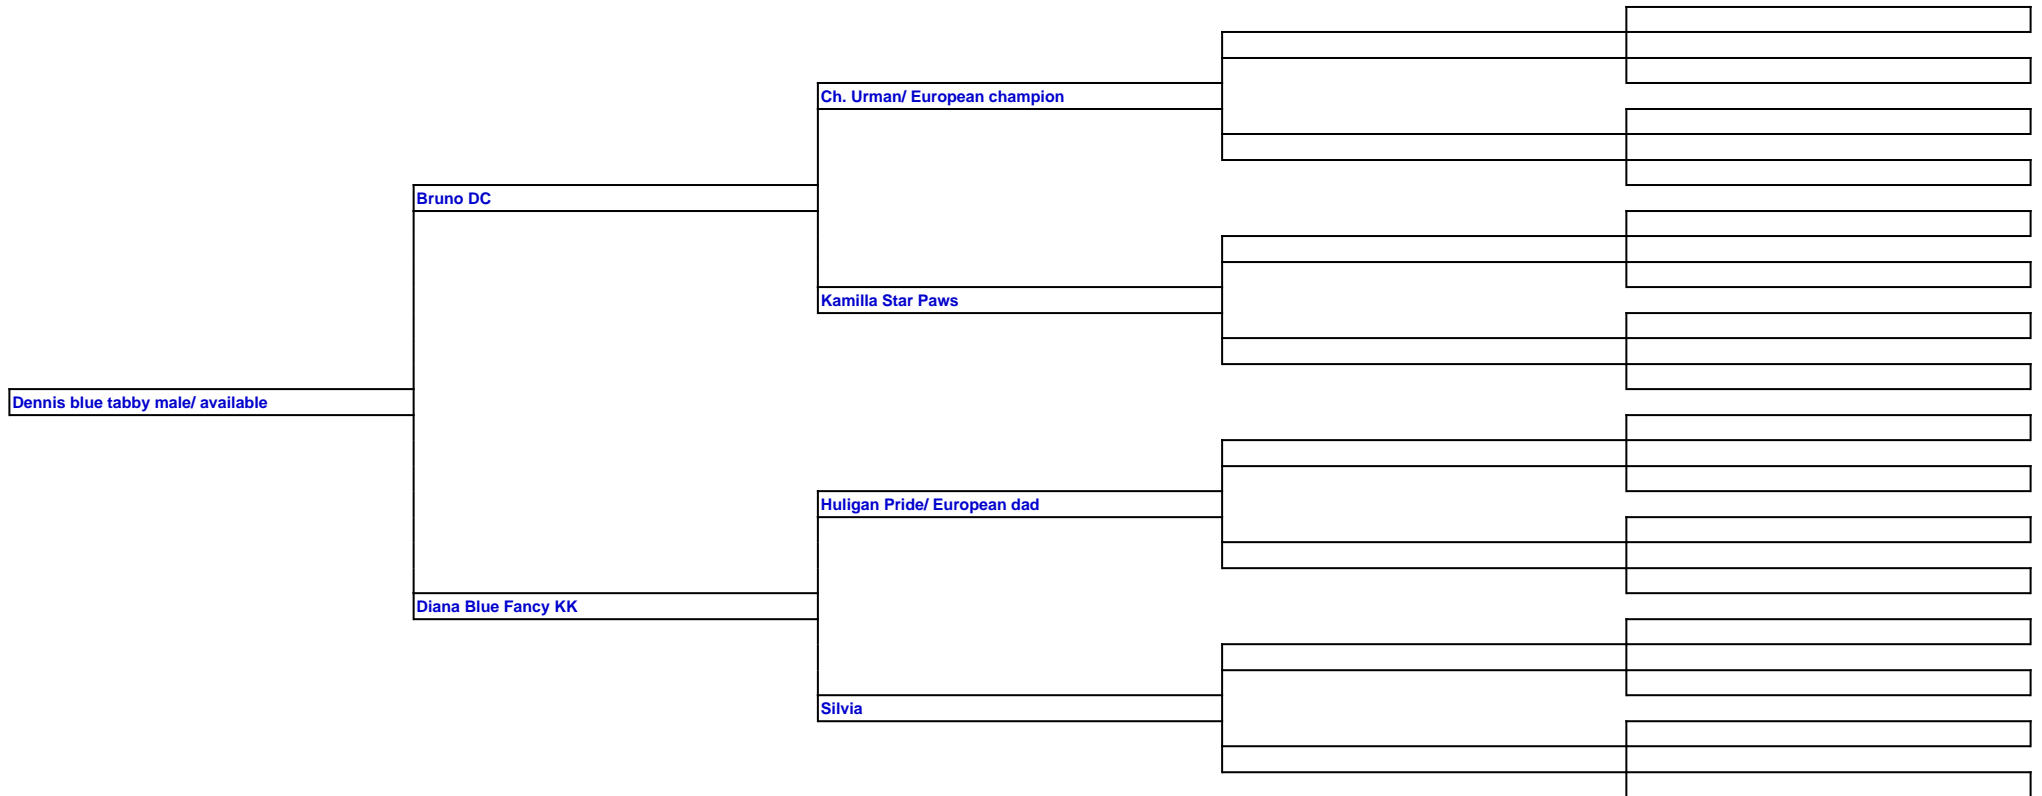 Ch. Urman/ European champion
Bruno DC
Kamilla Star Paws
Dennis blue tabby male/ available
Huligan Pride/ European dad
Diana Blue Fancy KK
Silvia